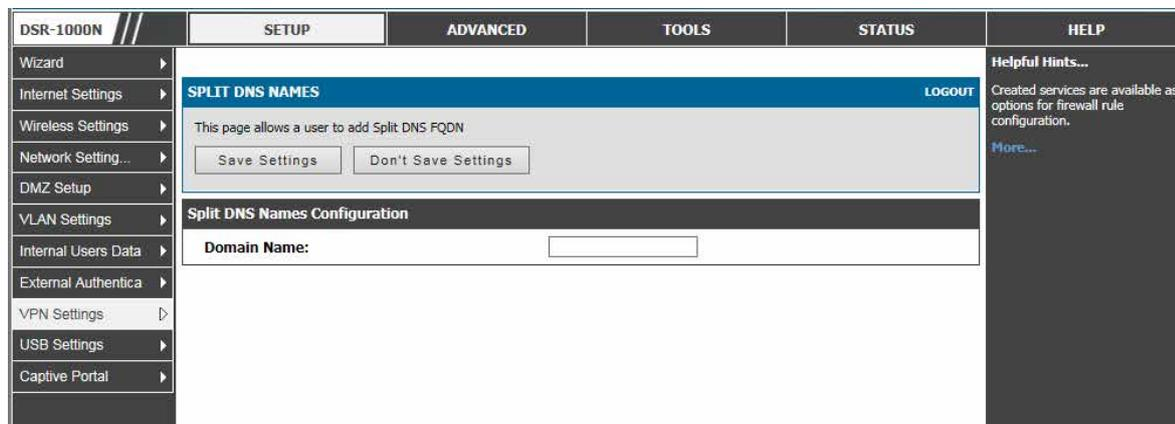 DSR-1000N
SETUP
ADVANCED
TOOLS
STATUS
HELP
Wizard
Internet Settings
Wireless Settings
Network Setting...
DMZ Setup
VLAN Settings
Internal Users Data
External Authentica
VPN Settings
USB Settings
Captive Portal
SPLIT DNS NAMES
LOGOUT
This page allows a user to add Split DNS FQDN
Save Settings
Don't Save Settings
Split DNS Names Configuration
Domain Name:
Helpful Hints...
Created services are available as
options for firewall rule
configuration.
More...